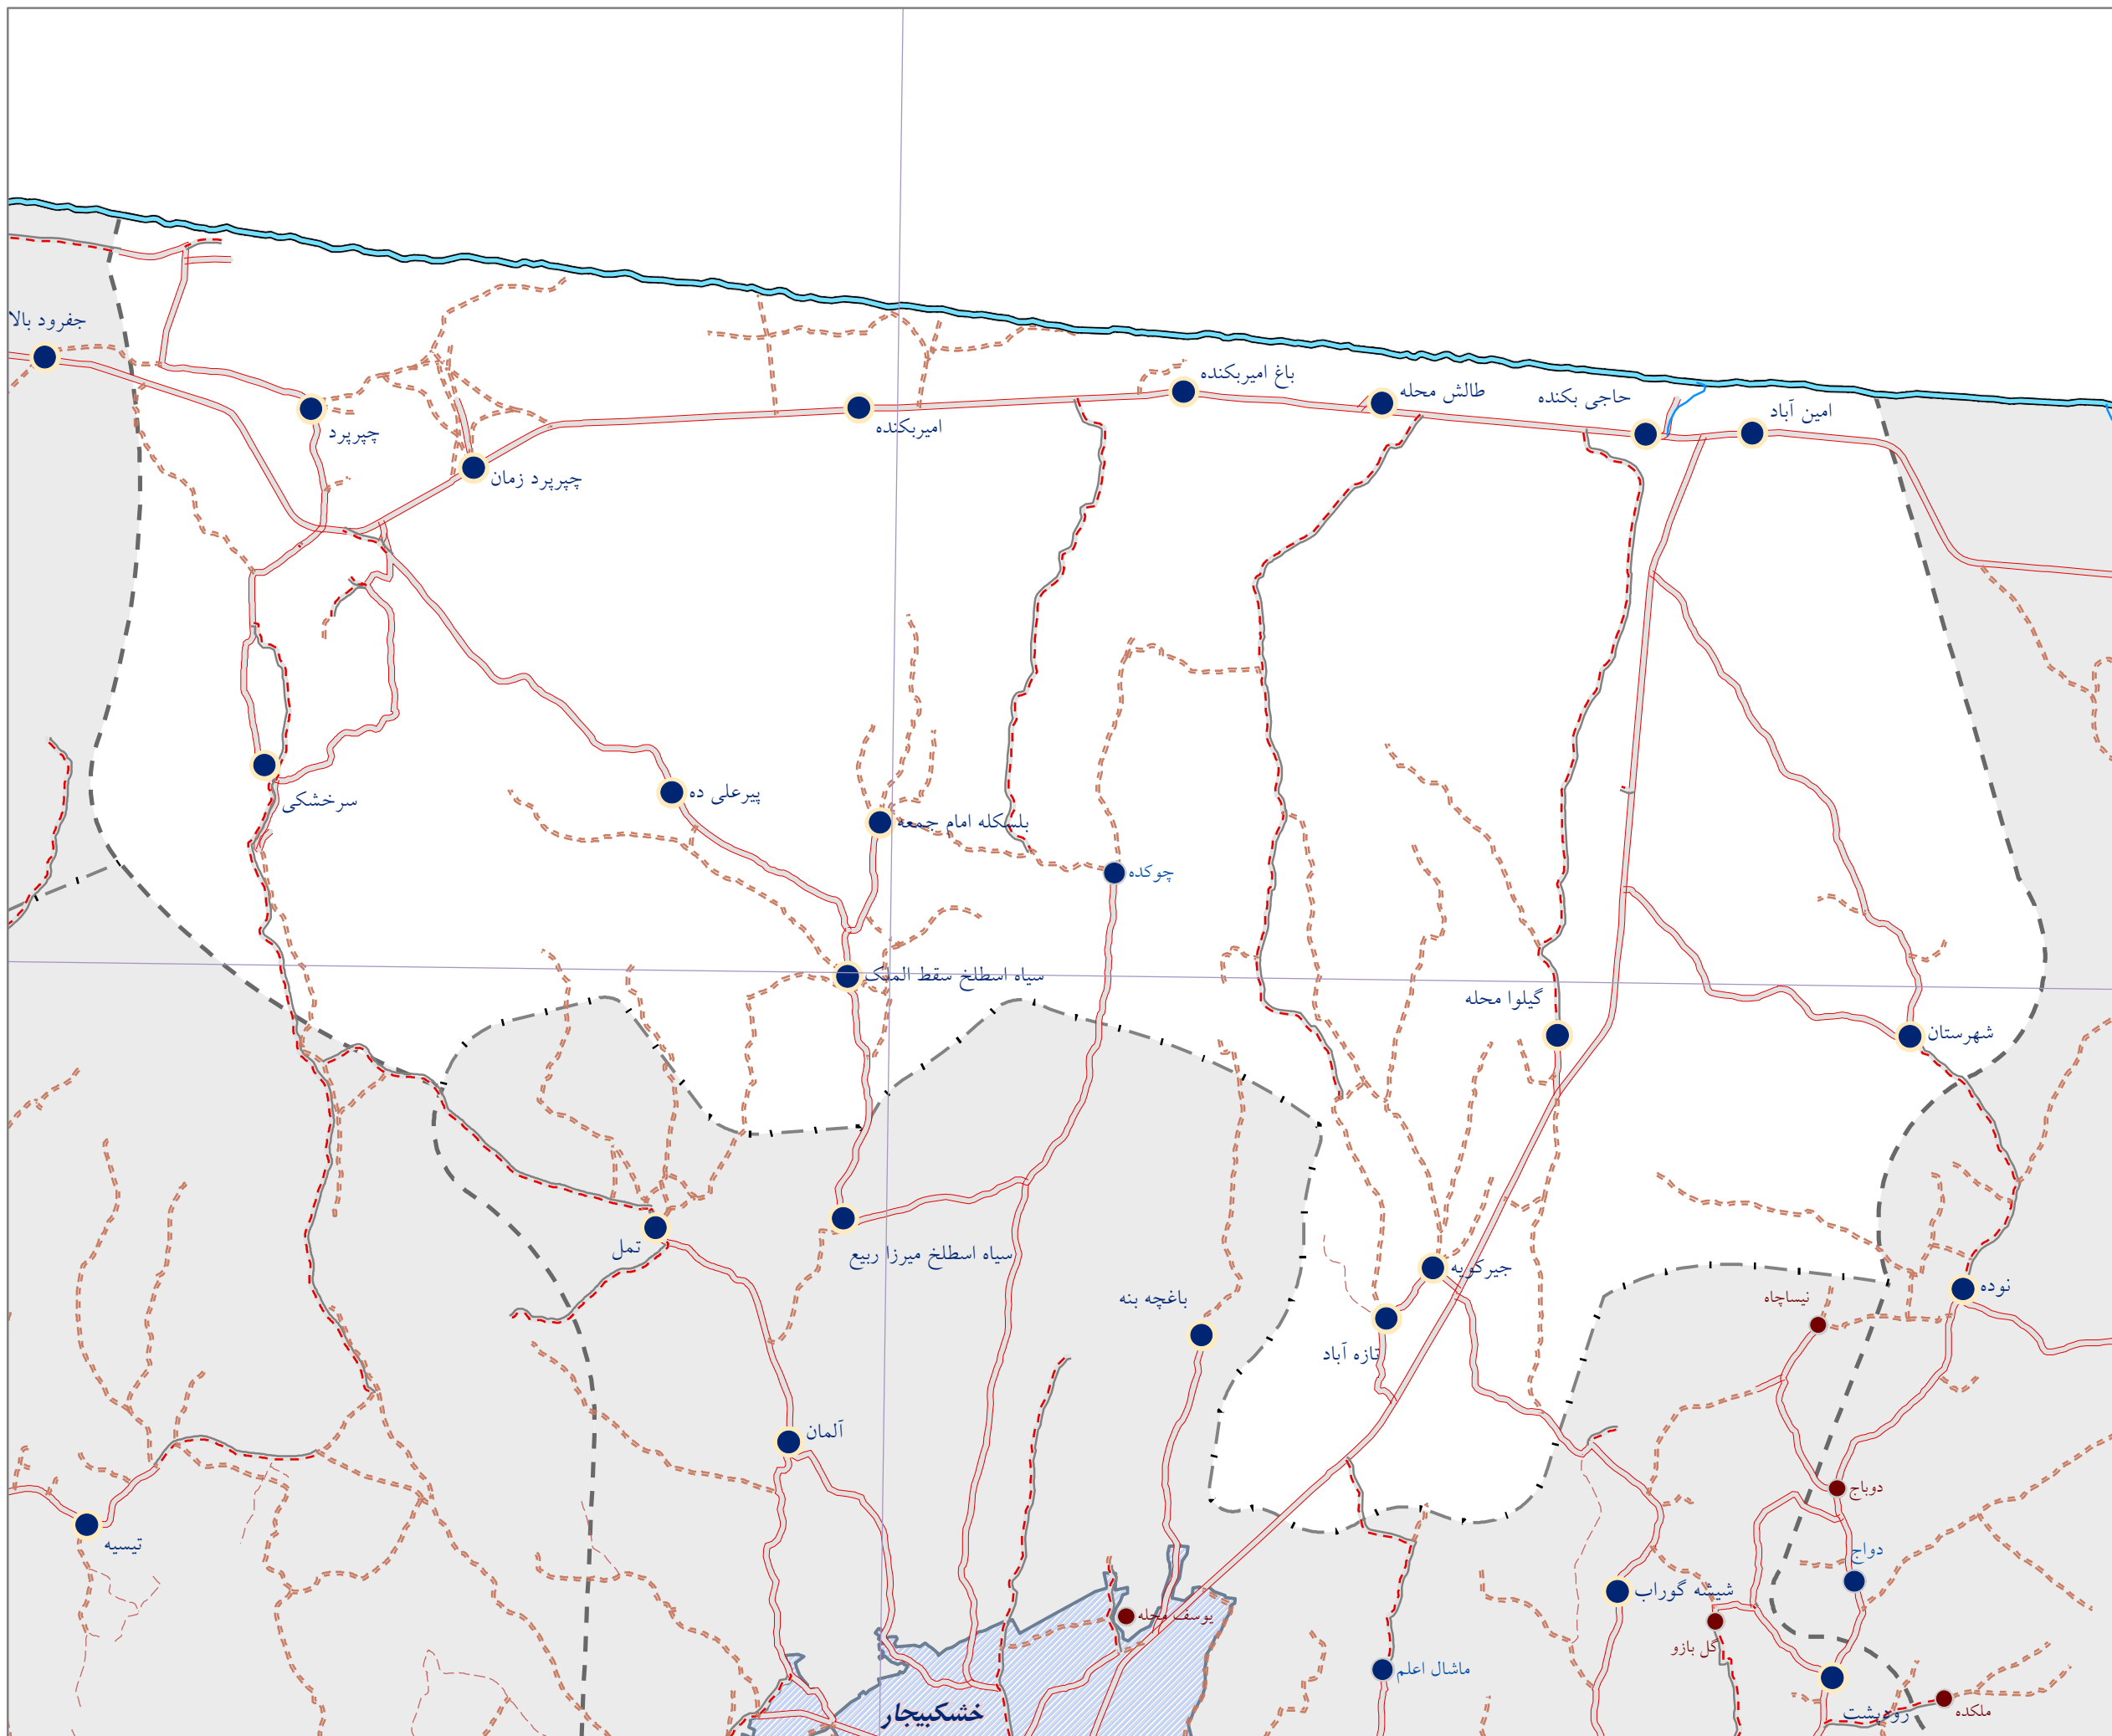 جفرود بالا
باغ امیربکنده
طالش محله
حاجی بکنده
امین آباد
امیربکنده
چپرپرد
چپرپرد زمان
سرخشکی
پیرعلی ده
بلسکله امام جمعه
چوکده
سیاه اسطلخ سقط الملک
گیلوا محله
شهرستان
تمل
سیاه اسطلخ میرزا ربیع
جیرکویه
نوده
نیساچاه
باغچه بنه
تازه آباد
آلمان
دوباج
تیسیه
دواج
شیشه گوراب
یوسف محله
گل بازو
ماشال اعلم
خشکبیجار
رودپشت
ملکده